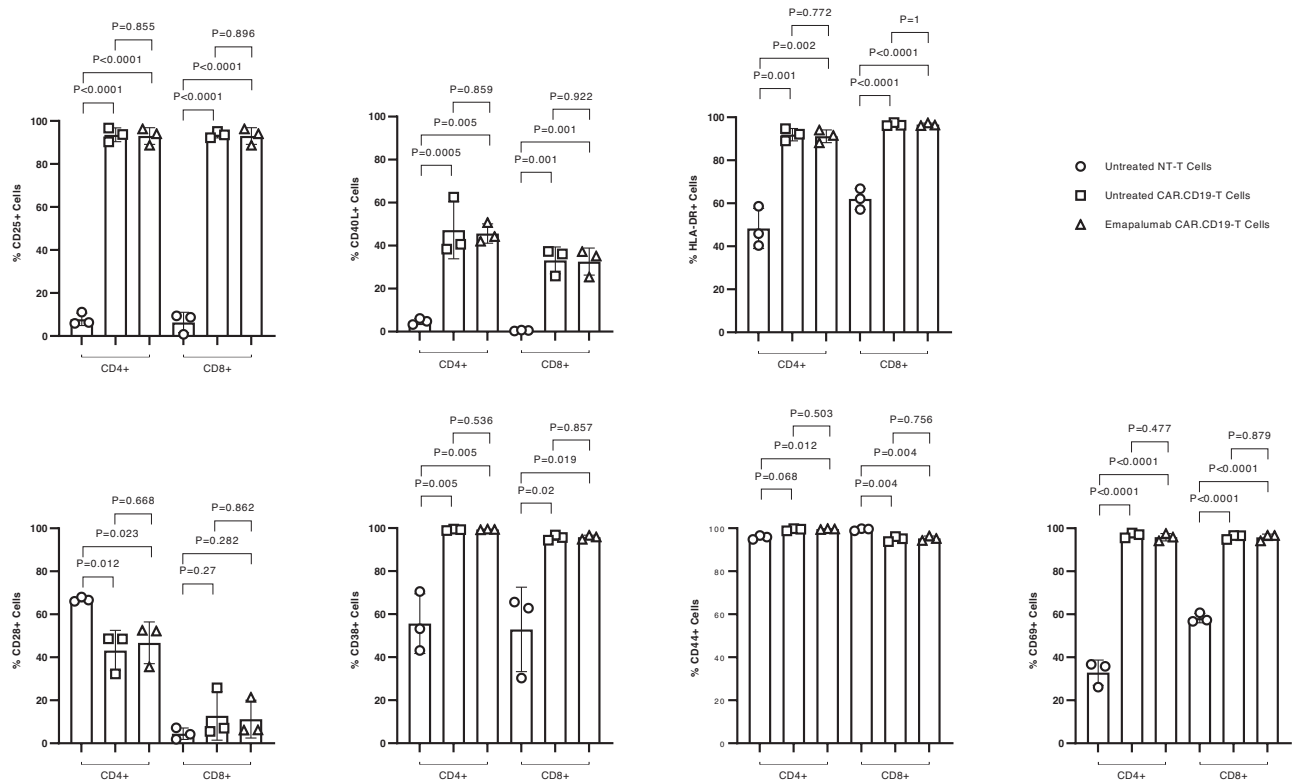 P=0.855
P<0.0001
P<0.0001
P=0.896
P<0.0001
P<0.0001
% CD25+ Cells
100
80
60
40
20
0
CD4+
CD8+
P=0.859
P=0.005
P=0.0005
P=0.922
P=0.001
P=0.001
% CD40L+ Cells
100
80
60
40
20
0
CD4+
CD8+
P=0.772
P=0.002
P=0.001
P=1
P<0.0001
P<0.0001
% HLA-DR+ Cells
100
80
60
40
20
0
CD4+
CD8+
Untreated NT-T Cells
Untreated CAR.CD19-T Cells
Emapalumab CAR.CD19-T Cells
P=0.668
P=0.023
P=0.012
P=0.862
P=0.282
P=0.27
% CD28+ Cells
100
80
60
40
20
0
CD4+
CD8+
P=0.536
P=0.005
P=0.005
P=0.857
P=0.019
P=0.02
% CD38+ Cells
100
80
60
40
20
0
CD4+
CD8+
P=0.503
P=0.012
P=0.068
P=0.756
P=0.004
P=0.004
% CD44+ Cells
100
80
60
40
20
0
CD4+
CD8+
P=0.477
P<0.0001
P<0.0001
P=0.879
P<0.0001
P<0.0001
% CD69+ Cells
100
80
60
40
20
0
CD4+
CD8+